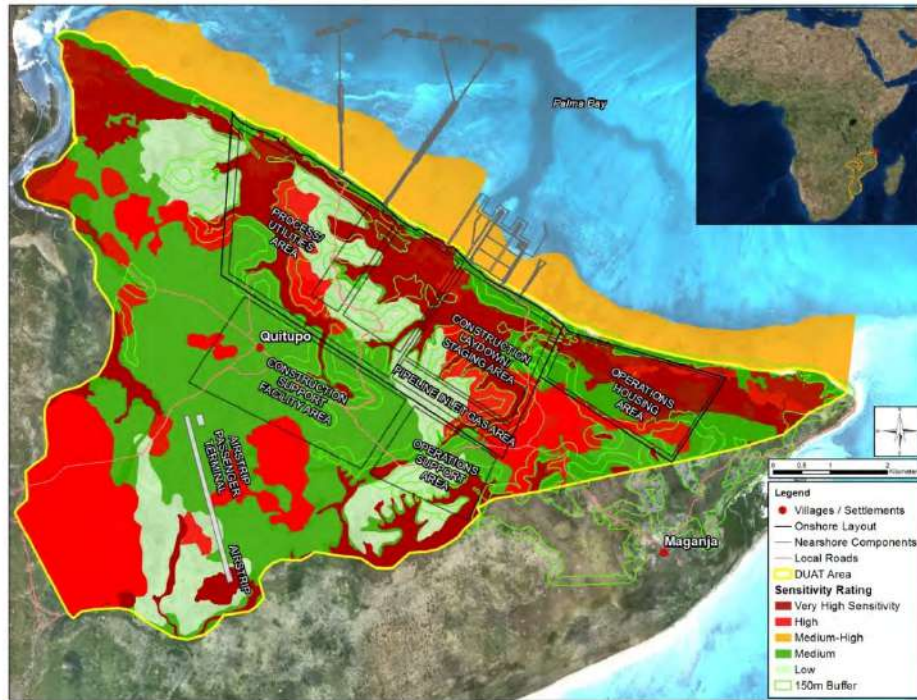 Palma Bay
PROCESS/
UTILITIES
AREA
Quitupo
CONSTRUCTION
LAYDOWN
STAGING AREA
OPERATIONS
HOUSING
AREA
CONSTRUCTION
SUPPORT
FACILITY AREA
PIPELINE INLET GAS AREA
OPERATIONS
SUPPORT
AREA
AIRSTRIP
PASSENGER
TERMINAL
AIRSTRIP
Maganja
0 0.5 1 2
Kilometers
Legend
Villages / Settlements
Onshore Layout
Nearshore Components
Local Roads
DUAT Area
Sensitivity Rating
Very High Sensitivity
High
Medium-High
Medium
Low
150m Buffer